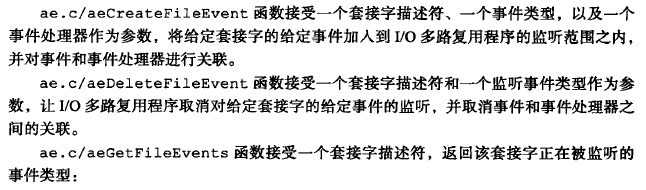 ae.c/aeCreateFileEvent 函数接受一个套接字描述符、一个事件类型，以及一个
事件处理器作为参数，将给定套接字的给定事件加入到 I/O 多路复用程序的监听范围之内，
并对事件和事件处理器进行关联。
ae.c/aeDeleteFileEvent 函数接受一个套接字描述符和一个监听事件类型作为参
数，让 I/O 多路复用程序取消对给定套接字的给定事件的监听，并取消事件和事件处理器之
间的关联。
ae.c/aeGetFileEvents 函数接受一个套接字描述符，返回该套接字正在被监听的
事件类型：